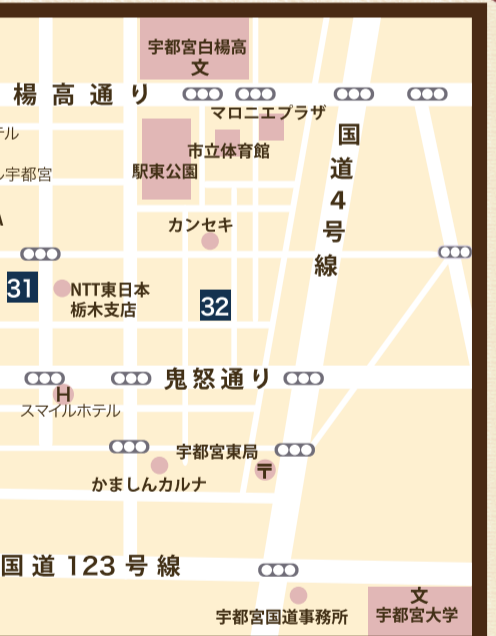 宇都宮白楊高
文
楊高通り
マロニエプラザ
国道4号線
テル
市立体育館
駅東公園
ル宇都宮
カンセキ
A
31
NTT東日本
栃木支店
32
鬼怒通り
H
スマイルホテル
宇都宮東局
〒
かましんカルナ
国道123号線
文
宇都宮大学
宇都宮国道事務所